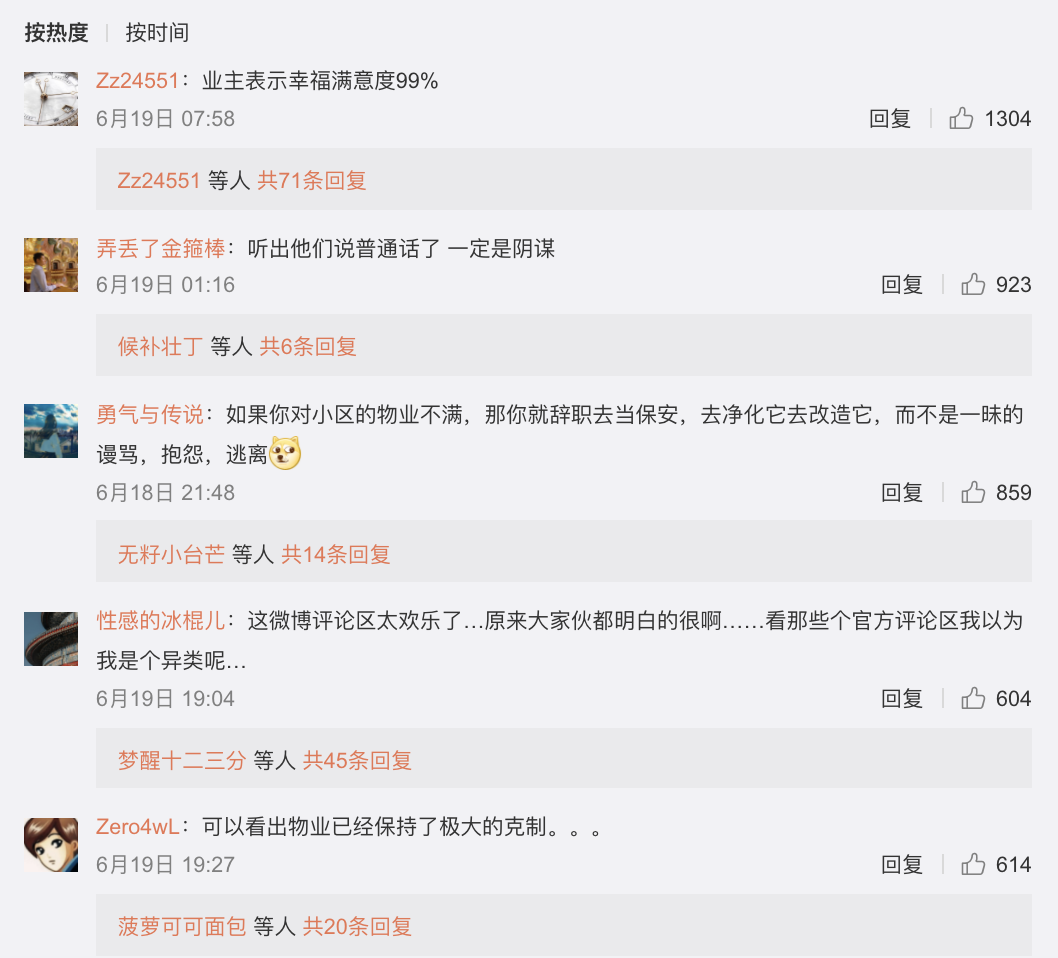 按热度 | 按时间
Zz24551：业主表示幸福满意度99%
6月19日 07:58 回复 | 1304
Zz24551 等人 共71条回复
弄丢了金箍棒：听出他们说普通话了 一定是阴谋
6月19日 01:16 回复 | 923
候补壮丁 等人 共6条回复
勇气与传说：如果你对小区的物业不满，那你就辞职去当保安，去净化它去改造它，而不是一昧的
谩骂，抱怨，逃离
6月18日 21:48 回复 | 859
无籽小台芒 等人 共14条回复
性感的冰棍儿：这微博评论区太欢乐了…原来大家伙都明白的很啊……看那些个官方评论区我以为
我是个异类呢…
6月19日 19:04 回复 | 604
梦醒十二三分 等人 共45条回复
Zero4wL：可以看出物业已经保持了极大的克制。。。
6月19日 19:27 回复 | 614
菠萝可可面包 等人 共20条回复